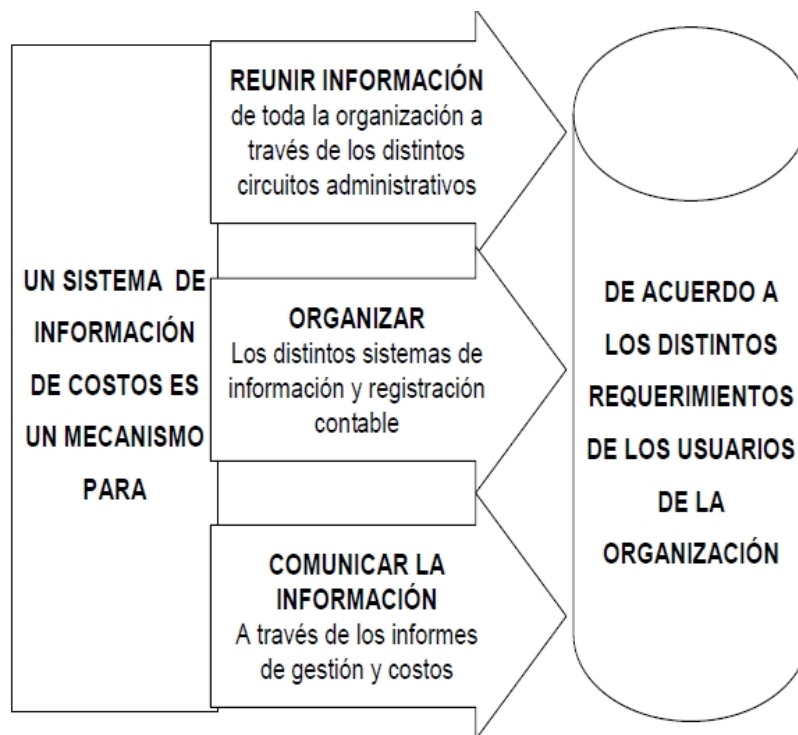 UN SISTEMA DE
INFORMACIÓN
DE COSTOS ES
UN MECANISMO
PARA
REUNIR INFORMACIÓN
de toda la organización a
través de los distintos
circuitos administrativos
ORGANIZAR
Los distintos sistemas de
información y registración
contable
COMUNICAR LA
INFORMACIÓN
A través de los informes
de gestión y costos
DE ACUERDO A
LOS DISTINTOS
REQUERIMIENTOS
DE LOS USUARIOS
DE LA
ORGANIZACIÓN